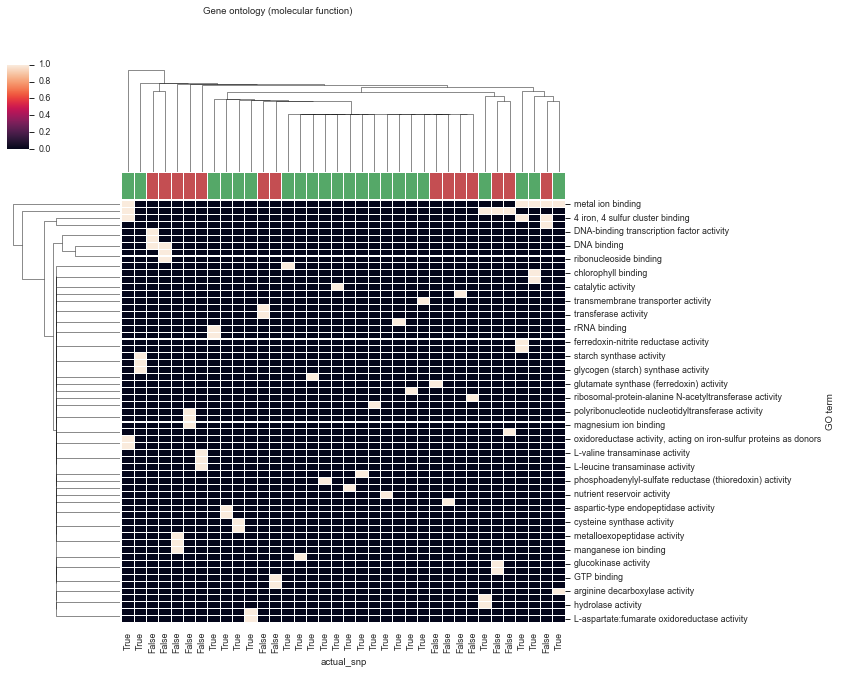 Gene ontology (molecular function)
1.0
0.8
0.6
0.4
0.2
0.0
metal ion binding
4 iron, 4 sulfur cluster binding
DNA-binding transcription factor activity
DNA binding
ribonucleoside binding
chlorophyll binding
catalytic activity
transmembrane transporter activity
transferase activity
rRNA binding
ferredoxin-nitrite reductase activity
starch synthase activity
glycogen (starch) synthase activity
glutamate synthase (ferredoxin) activity
ribosomal-protein-alanine N-acetyltransferase activity
polyribonucleotide nucleotidyltransferase activity
magnesium ion binding
oxidoreductase activity, acting on iron-sulfur proteins as donors
L-valine transaminase activity
L-leucine transaminase activity
phosphoadenylyl-sulfate reductase (thioredoxin) activity
nutrient reservoir activity
aspartic-type endopeptidase activity
cysteine synthase activity
metalloexopeptidase activity
manganese ion binding
glucokinase activity
GTP binding
arginine decarboxylase activity
hydrolase activity
L-aspartate:fumarate oxidoreductase activity
GO term
True
True
False
False
False
False
False
True
True
True
True
False
False
True
True
True
True
True
True
True
True
True
True
True
True
False
False
False
False
True
False
False
True
True
False
True
actual_snp